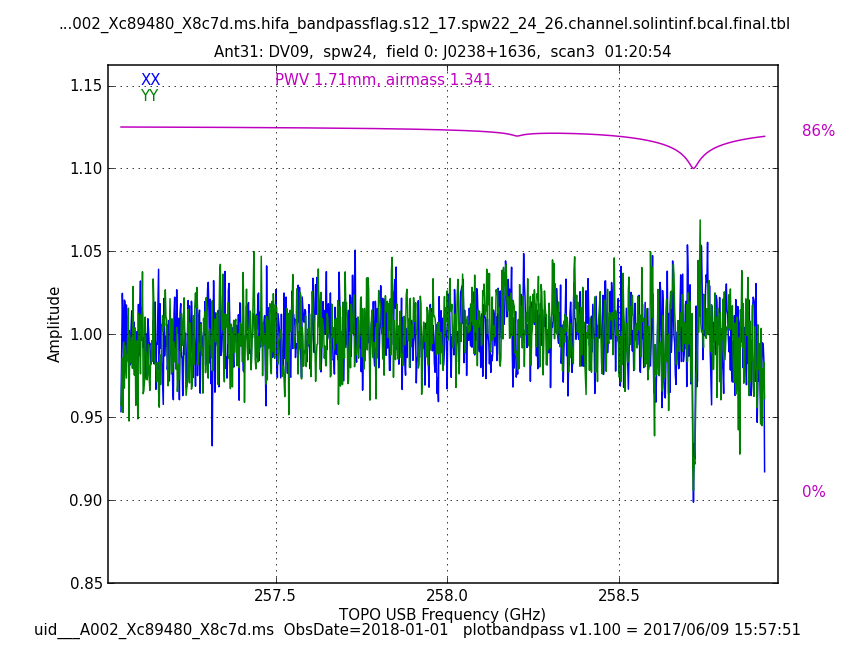 ...002_Xc89480_X8c7d.ms.hifa_bandpassflag.s12_17.spw22_24_26.channel.solintinf.bcal.final.tbl
Ant31: DV09, spw24, field 0: J0238+1636, scan3 01:20:54
XX
PWV 1.71mm, airmass 1.341
YY
1.15
1.10
1.05
1.00
0.95
0.90
0.85
Amplitude
86%
0%
257.5 258.0 258.5
TOPO USB Frequency (GHz)
uid___A002_Xc89480_X8c7d.ms ObsDate=2018-01-01 plotbandpass v1.100 = 2017/06/09 15:57:51